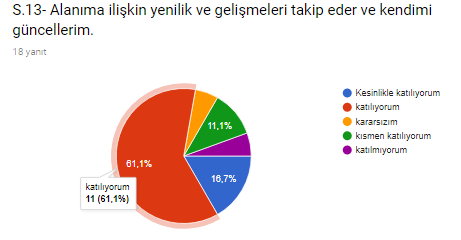 S.13- Alanıma ilişkin yenilik ve gelişmeleri takip eder ve kendimi
güncellerim.
18 yanıt
Kesinlikle katılıyorum
katılıyorum
kararsızım
kısmen katılıyorum
katılmıyorum
11,1%
61,1%
16,7%
katılıyorum
11 (61,1%)